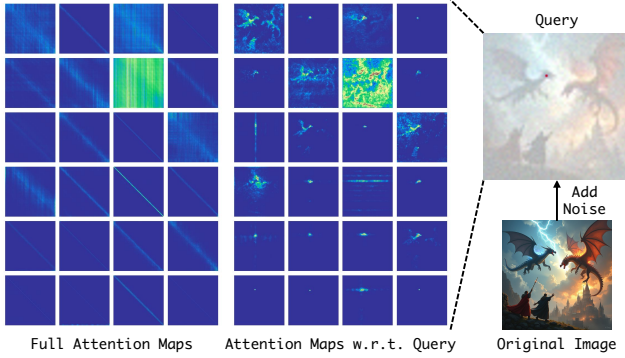 Query
Add
Noise
Full Attention Maps
Attention Maps w.r.t. Query
Original Image